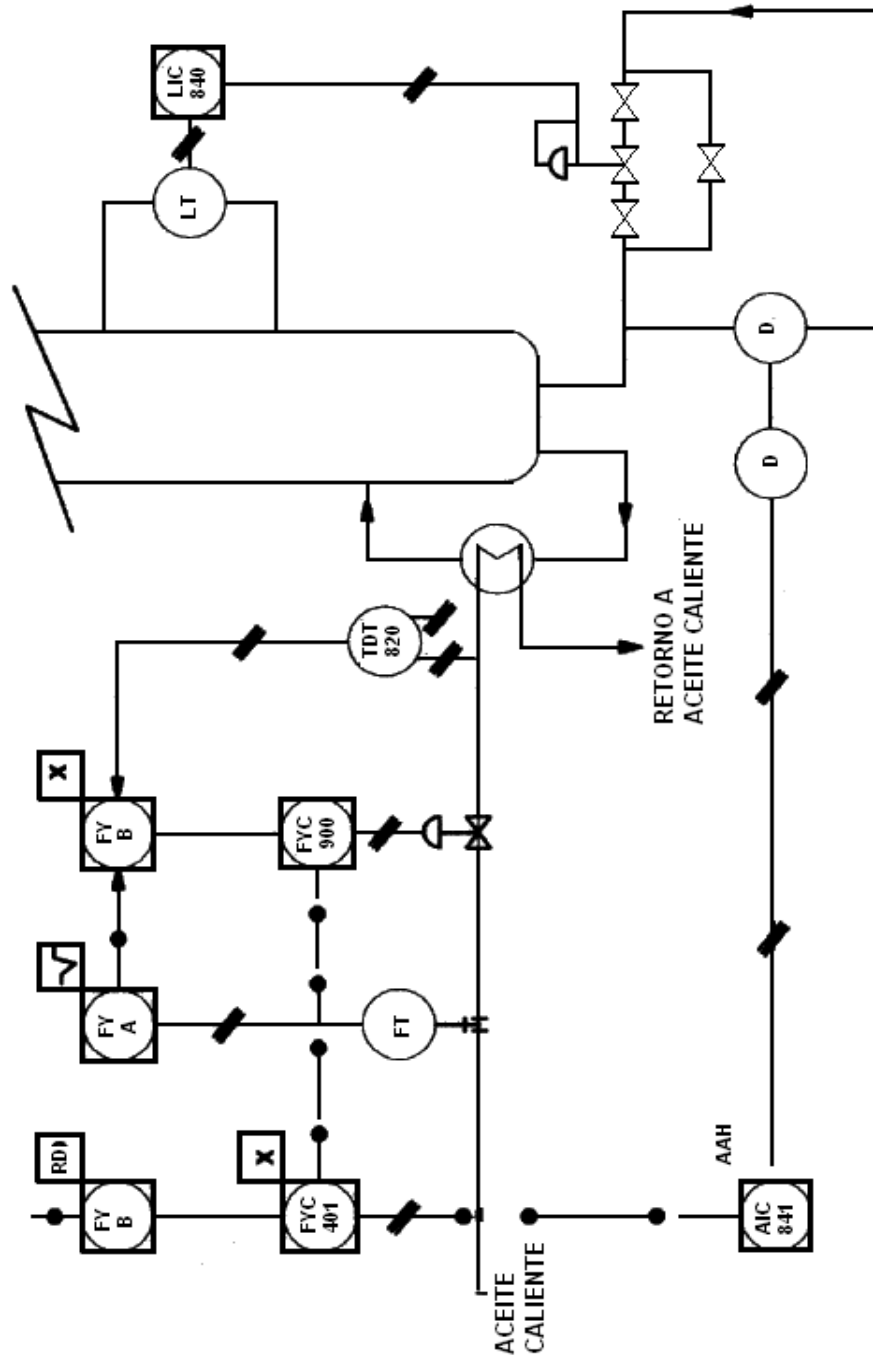 RD)
√
X
FY
B
FY
A
FY
B
LT
LIC
840
X
FYC
401
FYC
900
FT
TDT
820
ACEITE
CALIENTE
RETORNO A
ACEITE CALIENTE
AAH
AIC
841
D
D